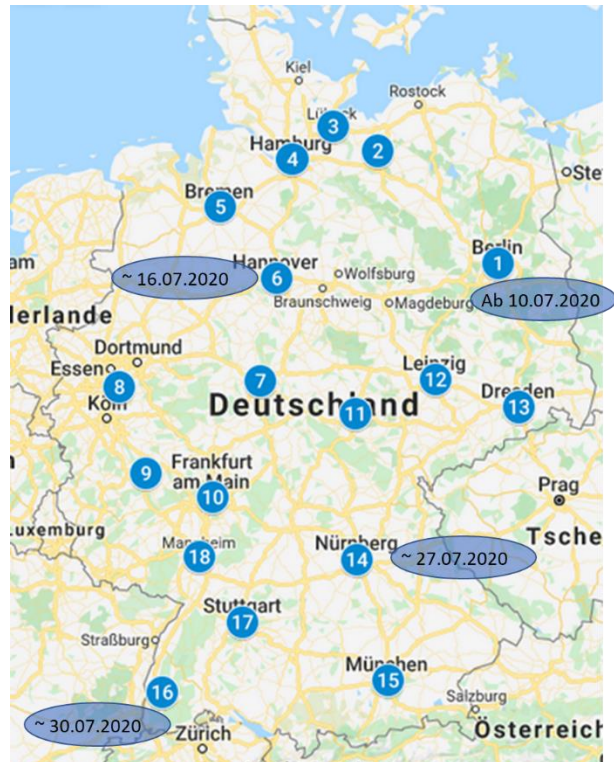 Kiel
Rostock
Lübeck
3
Hamburg
4
2
Ste
Bremen
5
Berlin
1
am
~ 16.07.2020
Hannover
6
Wolfsburg
Braunschweig
Magdeburg
Ab 10.07.2020
lerlande
Dortmund
Essen
8
Köln
7
Leipzig
12
Deutschland
11
Dresden
13
9
Frankfurt
am Main
10
Prag
uxemburg
Tsche
Mannheim
18
Nürnberg
14
~ 27.07.2020
Stuttgart
17
Straßburg
München
15
16
Salzburg
~ 30.07.2020
Zürich
Österreich